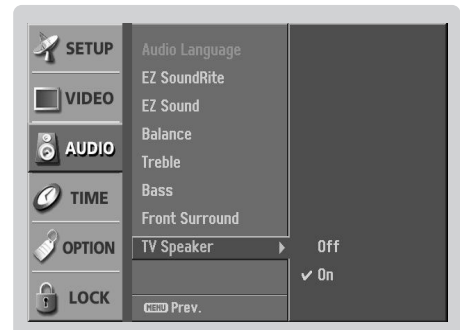 SETUP
VIDEO
AUDIO
TIME
OPTION
LOCK
Audio Language
EZ SoundRite
EZ Sound
Balance
Treble
Bass
Front Surround
TV Speaker
Off
✓ On
MENU Prev.